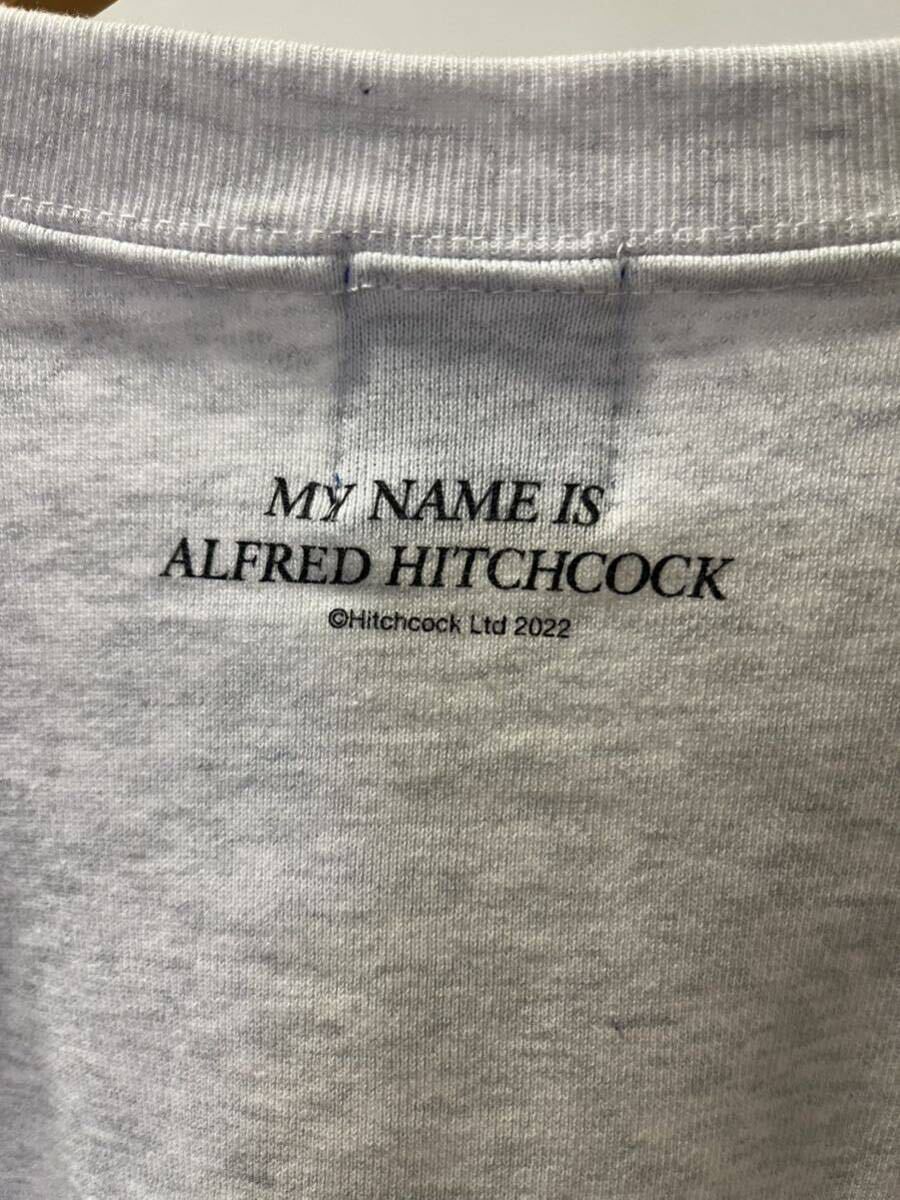 MY NAME IS
ALFRED HITCHCOCK
©Hitchcock Ltd 2022